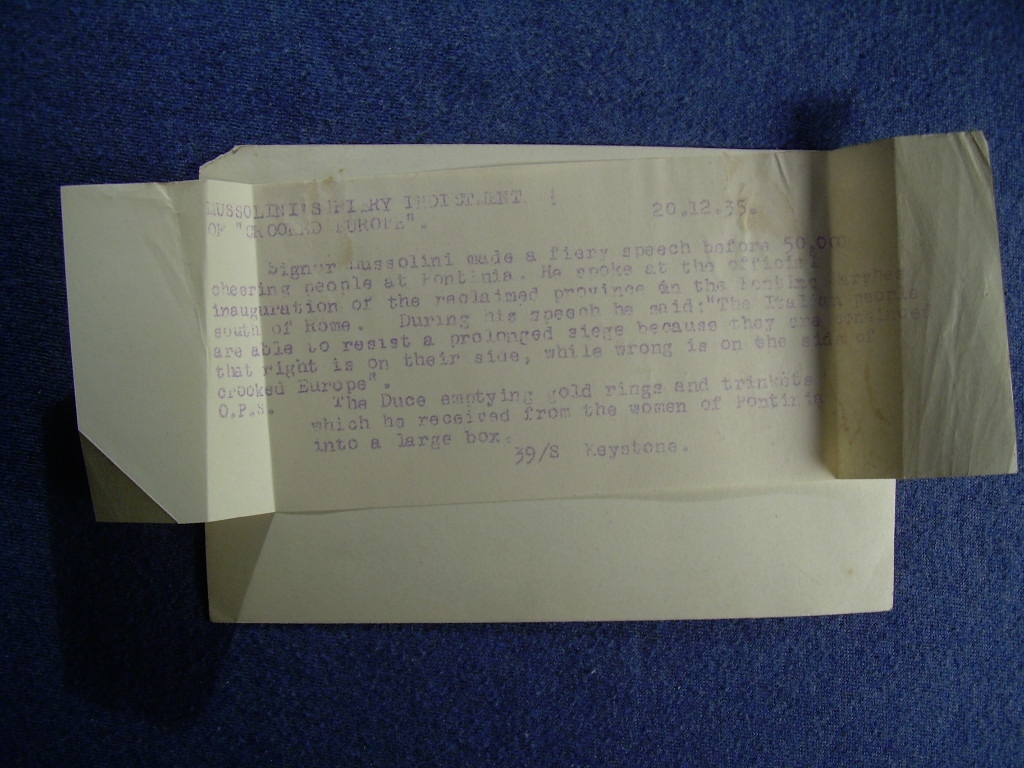 MUSSOLINI'S FIERY INDICTMENT 20.12.35.
OF "CROOKED EUROPE".
Signor Mussolini made a fiery speech before 50,000
cheering people at Pontinia. He spoke at the official
inauguration of the reclaimed province in the Pontine Marshes
south of Rome. During his speech he said:"The Italian people
are able to resist a prolonged siege because they are convinced
that right is on their side, while wrong is on the side of
crooked Europe".
O.P.S. The Duce emptying gold rings and trinkets
which he received from the women of Pontinia
into a large box.
39/S Keystone.